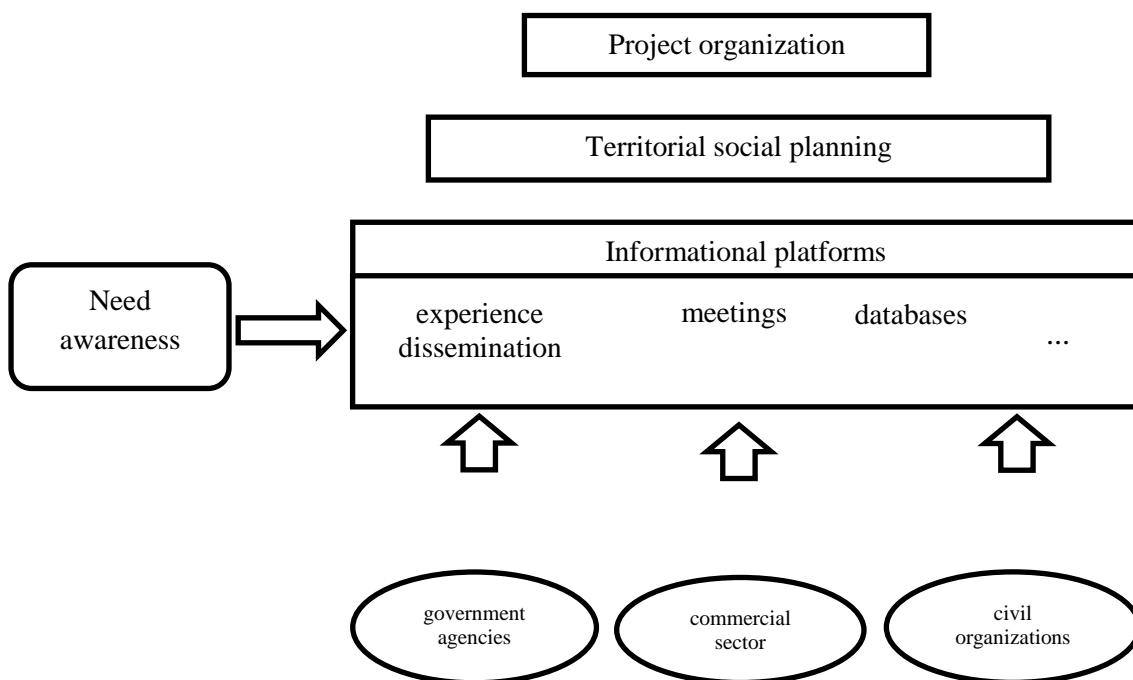 Project organization
Territorial social planning
Informational platforms
Need
awareness
experience
dissemination
meetings
databases
...
government
agencies
commercial
sector
civil
organizations